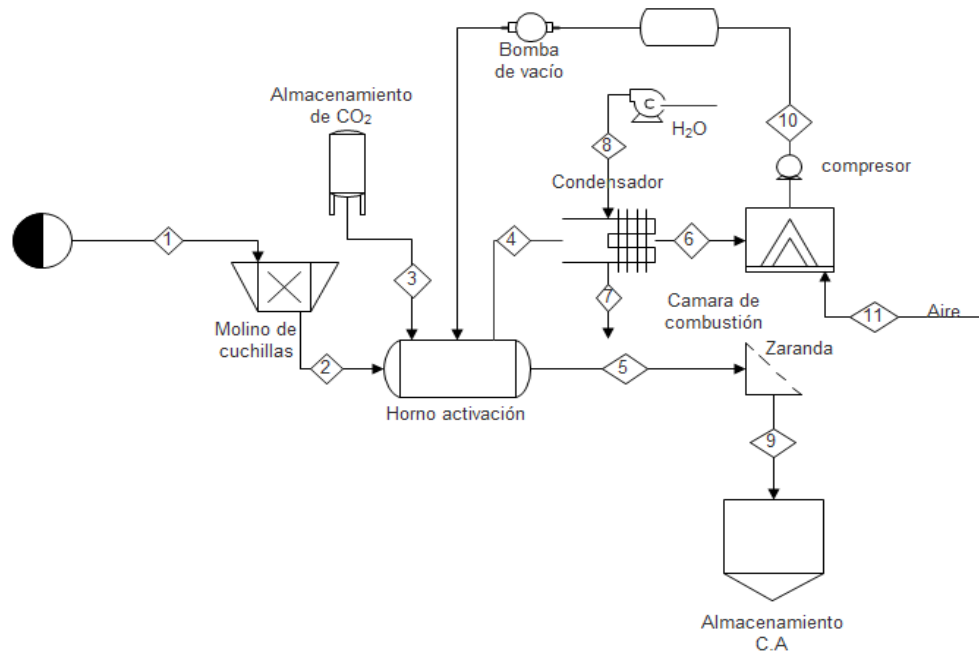 Bomba
de vacío
10
Almacenamiento
de CO₂
C
H₂O
8
compresor
Condensador
1
4
6
3
7
Camara de
combustión
11
Aire
Molino de
cuchillas
2
5
Zaranda
Horno activación
9
Almacenamiento
C.A